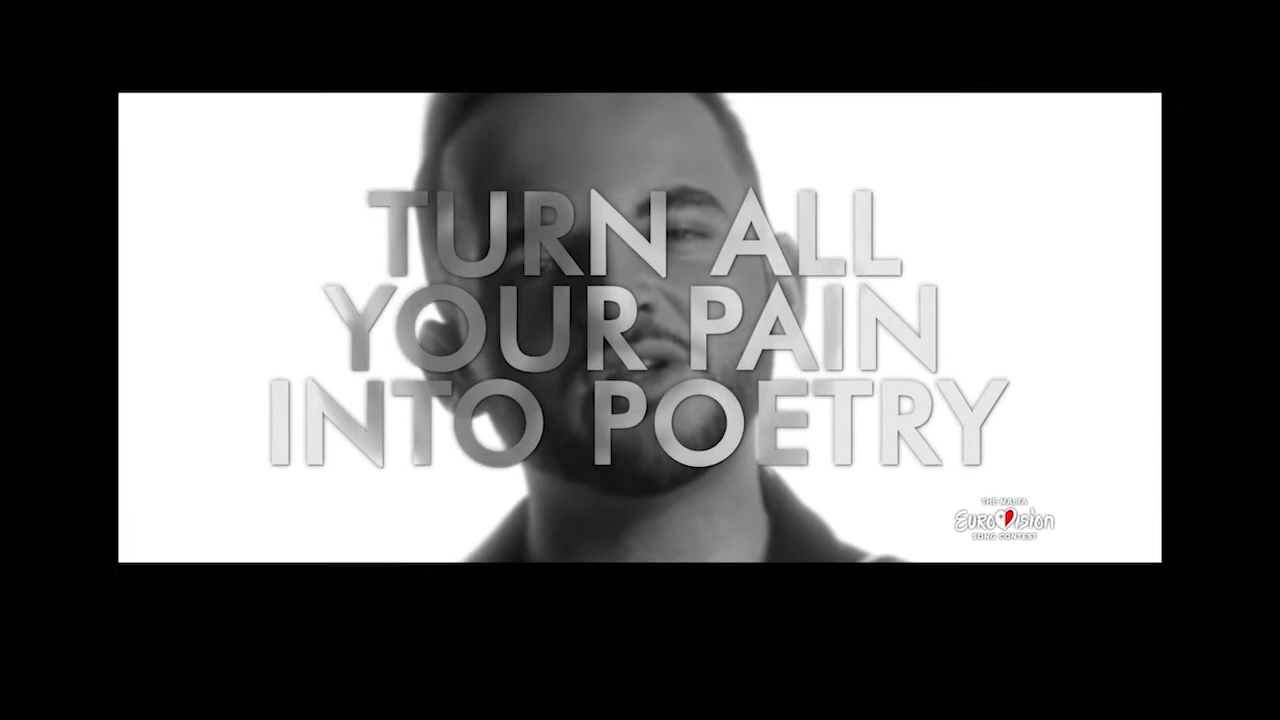 TURN ALL
YOUR PAIN
INTO POETRY
THE MALTA
EUROVISION
SONG CONTEST